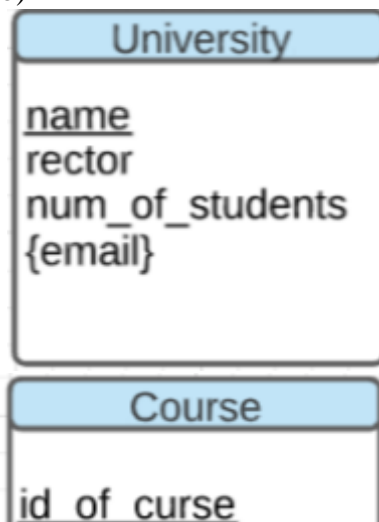 University
name
rector
num_of_students
{email}
Course
id_of_curse